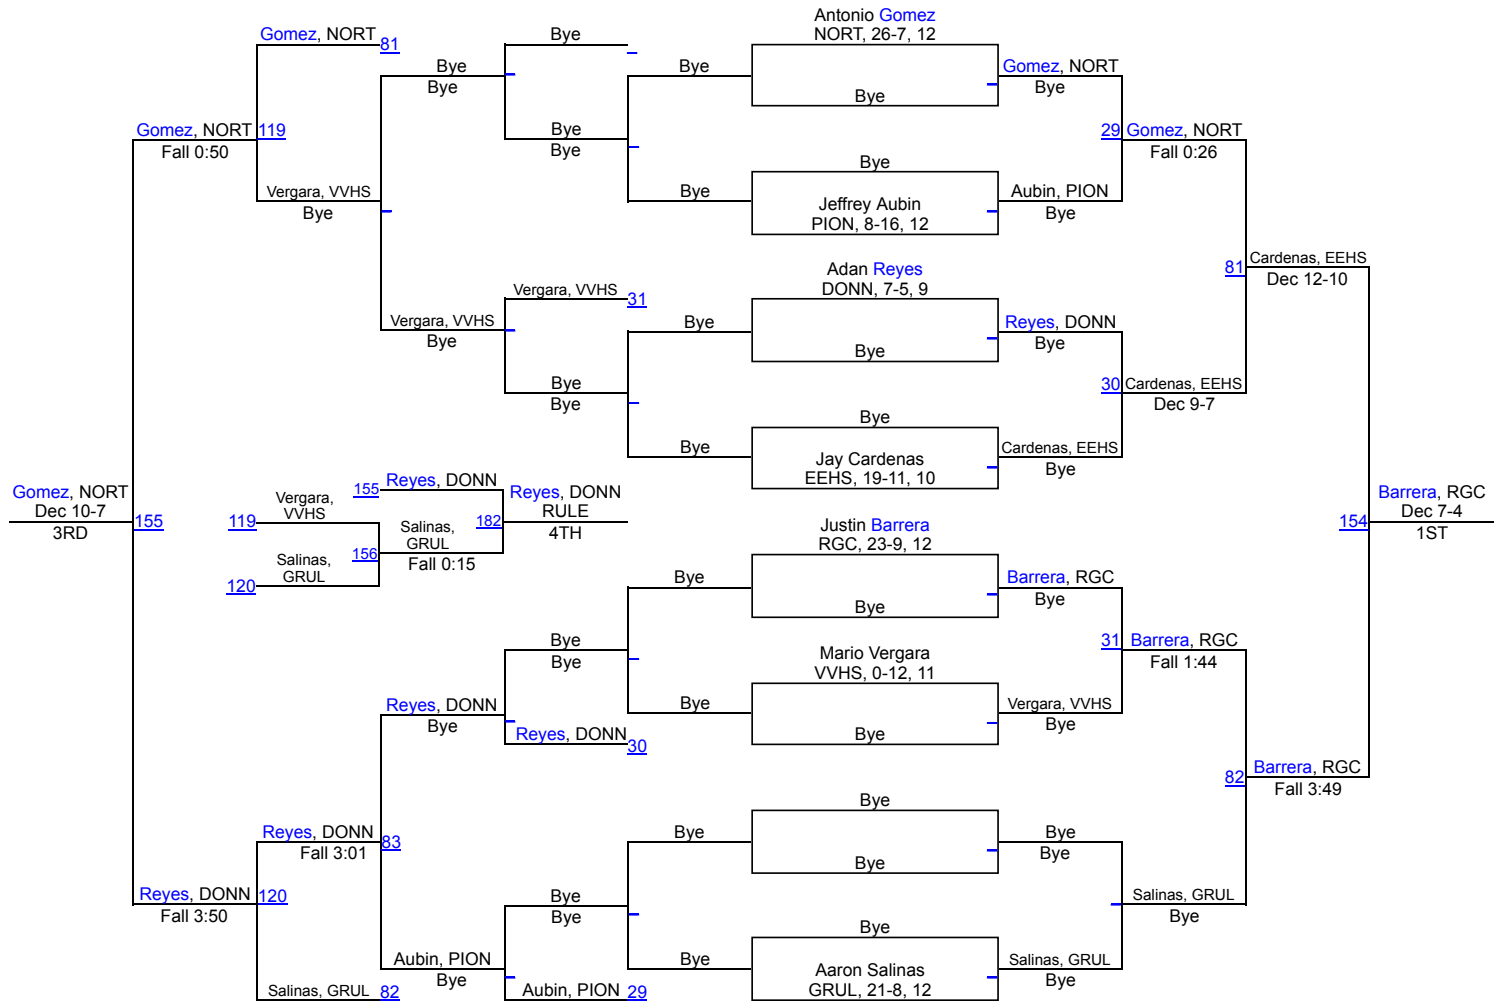 Antonio Gomez
Gomez, NORT
81
Bye
NORT, 26-7, 12
Bye
Bye
Gomez, NORT
Bye
Bye
Bye
Gomez, NORT
119
Bye
29
Gomez, NORT
Fall 0:50
Bye
Bye
Fall 0:26
Vergara, VVHS
Bye
Jeffrey Aubin
Aubin, PION
Bye
PION, 8-16, 12
Bye
Adan Reyes
Cardenas, EEHS
81
Dec 12-10
Vergara, VVHS
31
DONN, 7-5, 9
Vergara, VVHS
Bye
Reyes, DONN
Bye
Bye
Bye
Bye
30
Cardenas, EEHS
Bye
Dec 9-7
Bye
Bye
Jay Cardenas
Cardenas, EEHS
EEHS, 19-11, 10
Bye
155
Reyes, DONN
Gomez, NORT
Vergara,
VVHS
Reyes, DONN
Barrera, RGC
Dec 10-7
155
119
Salinas,
GRUL
182
RULE
Justin Barrera
154
Dec 7-4
3RD
4TH
RGC, 23-9, 12
1ST
Salinas,
GRUL
156
Fall 0:15
120
Bye
Barrera, RGC
Bye
Bye
Bye
31
Barrera, RGC
Bye
Mario Vergara
Fall 1:44
VVHS, 0-12, 11
Reyes, DONN
Bye
Vergara, VVHS
Bye
Bye
Bye
Reyes, DONN
30
82
Barrera, RGC
Fall 3:49
Bye
Reyes, DONN
83
Bye
Bye
Fall 3:01
Bye
Bye
Reyes, DONN
120
Bye
Salinas, GRUL
Fall 3:50
Bye
Bye
Bye
Aubin, PION
Bye
Aaron Salinas
Salinas, GRUL
Bye
GRUL, 21-8, 12
Bye
Salinas, GRUL
82
Aubin, PION
29